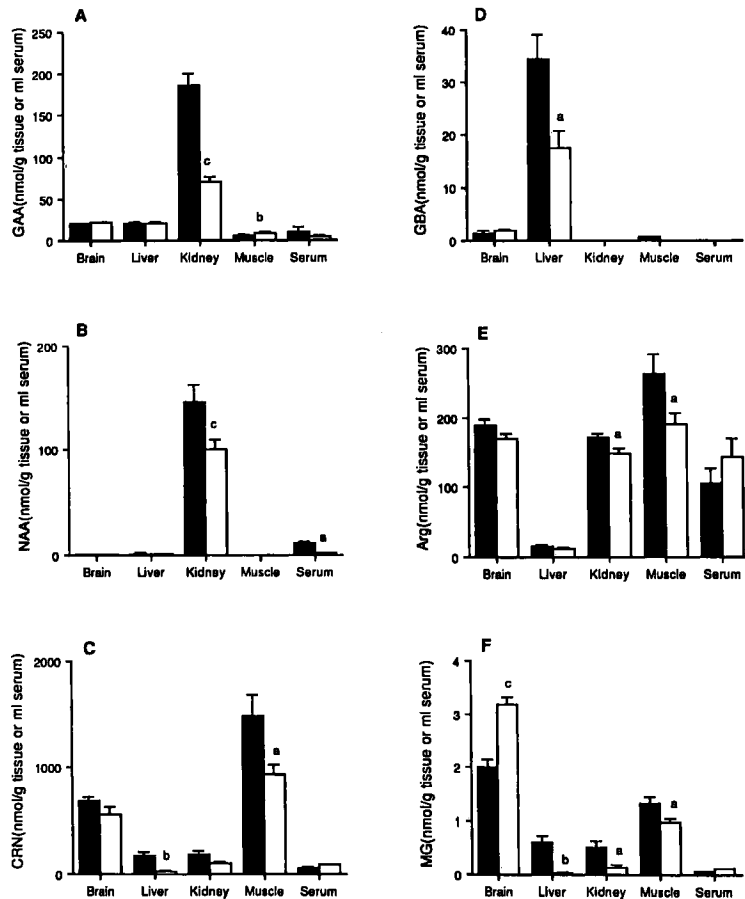 A
GAA(nmol/g tissue or ml serum)
250
200
150
100
50
0
c
b
Brain Liver Kidney Muscle Serum
D
GBA(nmol/g tissue or ml serum)
40
30
20
10
0
a
Brain Liver Kidney Muscle Serum
B
NAA(nmol/g tissue or ml serum)
200
100
0
c
a
Brain Liver Kidney Muscle Serum
E
Arg(nmol/g tissue or ml serum)
300
200
100
0
a
a
Brain Liver Kidney Muscle Serum
C
CRN(nmol/g tissue or ml serum)
2000
1000
0
b
a
Brain Liver Kidney Muscle Serum
F
MG(nmol/g tissue or ml serum)
4
3
2
1
0
c
b
a
a
Brain Liver Kidney Muscle Serum